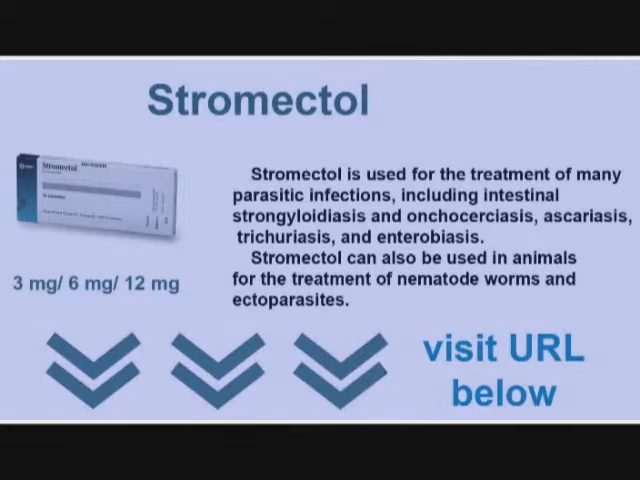 Stromectol
Stromectol
Stromectol is used for the treatment of many
parasitic infections, including intestinal
strongyloidiasis and onchocerciasis, ascariasis,
trichuriasis, and enterobiasis.
Stromectol can also be used in animals
for the treatment of nematode worms and
ectoparasites.
3 mg/ 6 mg/ 12 mg
visit URL
below